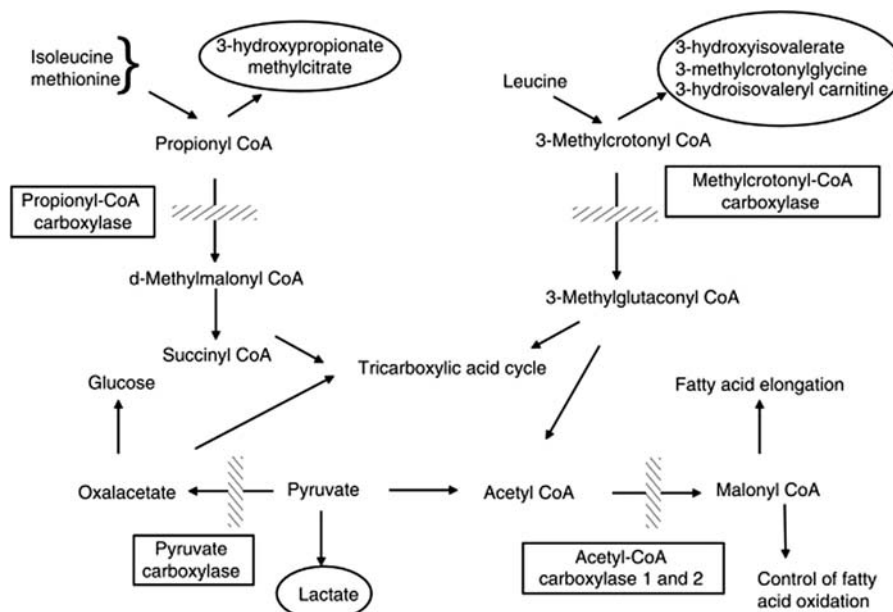 Isoleucine
methionine
3-hydroxypropionate
methylcitrate
Leucine
3-hydroxyisovalerate
3-methylcrotonylglycine
3-hydroisovaleryl carnitine
Propionyl CoA
3-Methylcrotonyl CoA
Propionyl-CoA
carboxylase
Methylcrotonyl-CoA
carboxylase
d-Methylmalonyl CoA
3-Methylglutaconyl CoA
Succinyl CoA
Tricarboxylic acid cycle
Glucose
Fatty acid elongation
Oxalacetate
Pyruvate
Acetyl CoA
Malonyl CoA
Pyruvate
carboxylase
Lactate
Acetyl-CoA
carboxylase 1 and 2
Control of fatty
acid oxidation